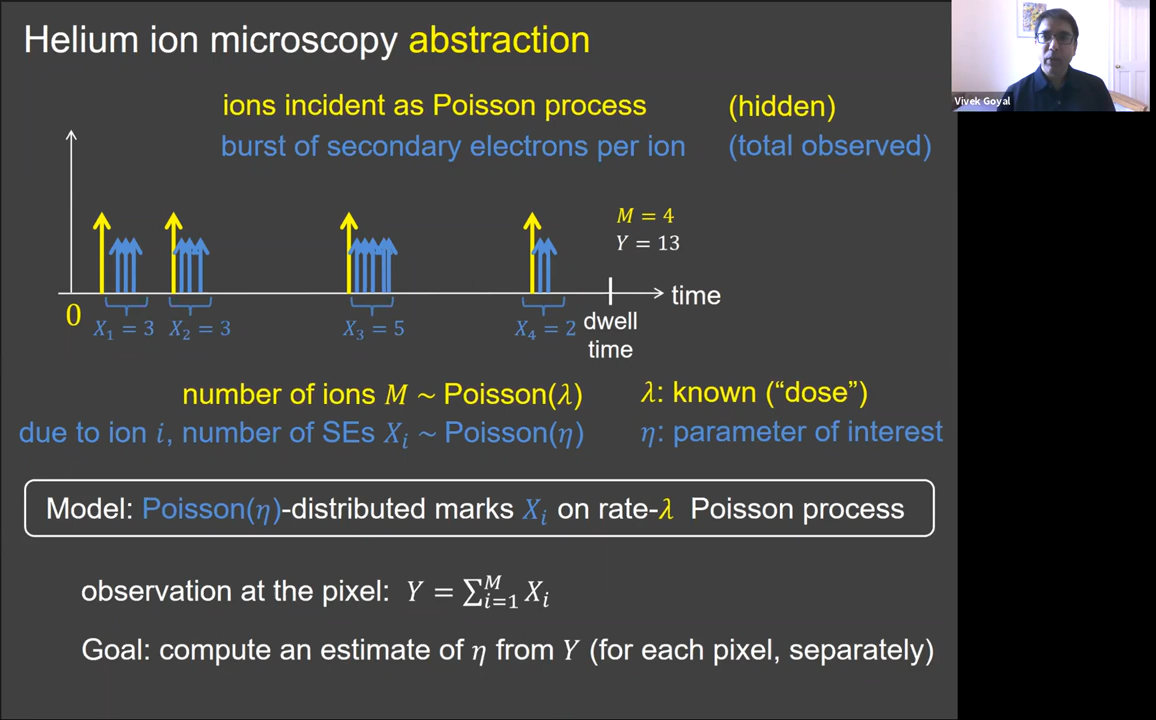 Helium ion microscopy abstraction
Vivek Goyal
ions incident as Poisson process (hidden)
burst of secondary electrons per ion (total observed)
M = 4
Y = 13
0
time
X₁ = 3 X₂ = 3 X₃ = 5 X₄ = 2
dwell
time
number of ions M ~ Poisson(λ) λ: known (“dose”)
due to ion i, number of SEs Xᵢ ~ Poisson(η) η: parameter of interest
Model: Poisson(η)-distributed marks Xᵢ on rate-λ Poisson process
observation at the pixel: Y = ∑ᵢ₌₁ᴹ Xᵢ
Goal: compute an estimate of η from Y (for each pixel, separately)